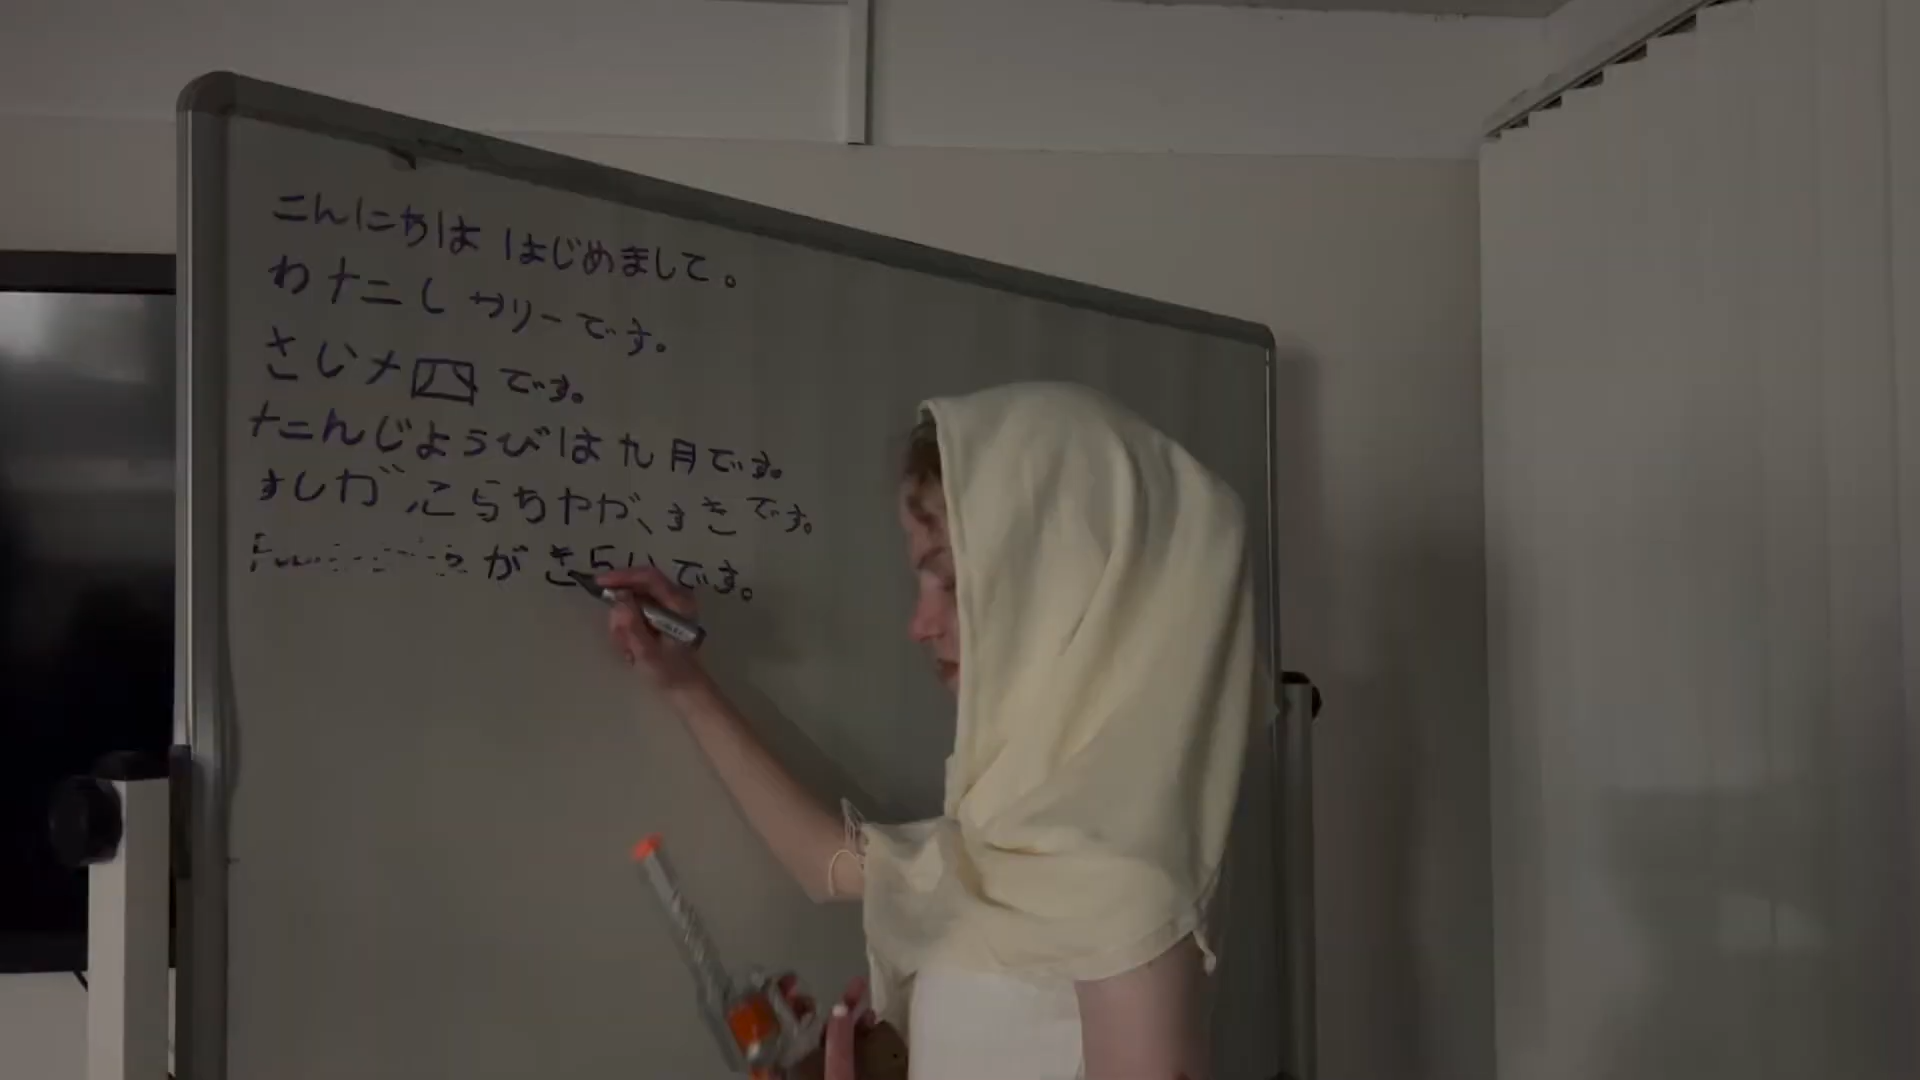 こんにちは はじめまして。
わたし サリーです。
さい 四 です。
たんじょうびは 九月です。
すしが、こらちやが、すきです。
が きらいです。